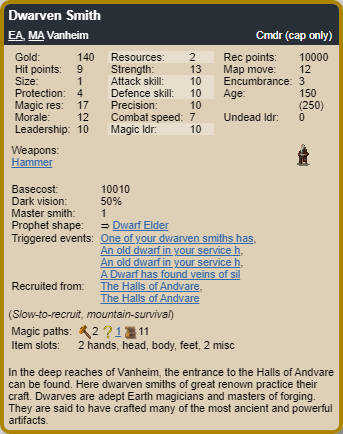 Dwarven Smith
EA, MA Vanheim Cmdr (cap only)
Gold: 140 Resources: 2 Rec points: 10000
Hit points: 9 Strength: 13 Map move: 12
Size: 1 Attack skill: 10 Encumbrance: 3
Protection: 4 Defence skill: 10 Age: 150
Magic res: 17 Precision: 10 (250)
Morale: 12 Combat speed: 7 Undead ldr: 0
Leadership: 10 Magic ldr: 10
Weapons:
Hammer
Basecost: 10010
Dark vision: 50%
Master smith: 1
Prophet shape: ⇒ Dwarf Elder
Triggered events: One of your dwarven smiths has,
An old dwarf in your service h,
An old dwarf in your service h,
A Dwarf has found veins of sil
Recruited from: The Halls of Andvare,
The Halls of Andvare
(Slow-to-recruit, mountain-survival)
Magic paths: 2 ? 1 11
Item slots: 2 hands, head, body, feet, 2 misc
In the deep reaches of Vanheim, the entrance to the Halls of Andvare
can be found. Here dwarven smiths of great renown practice their
craft. Dwarves are adept Earth magicians and masters of forging.
They are said to have crafted many of the most ancient and powerful
artifacts.